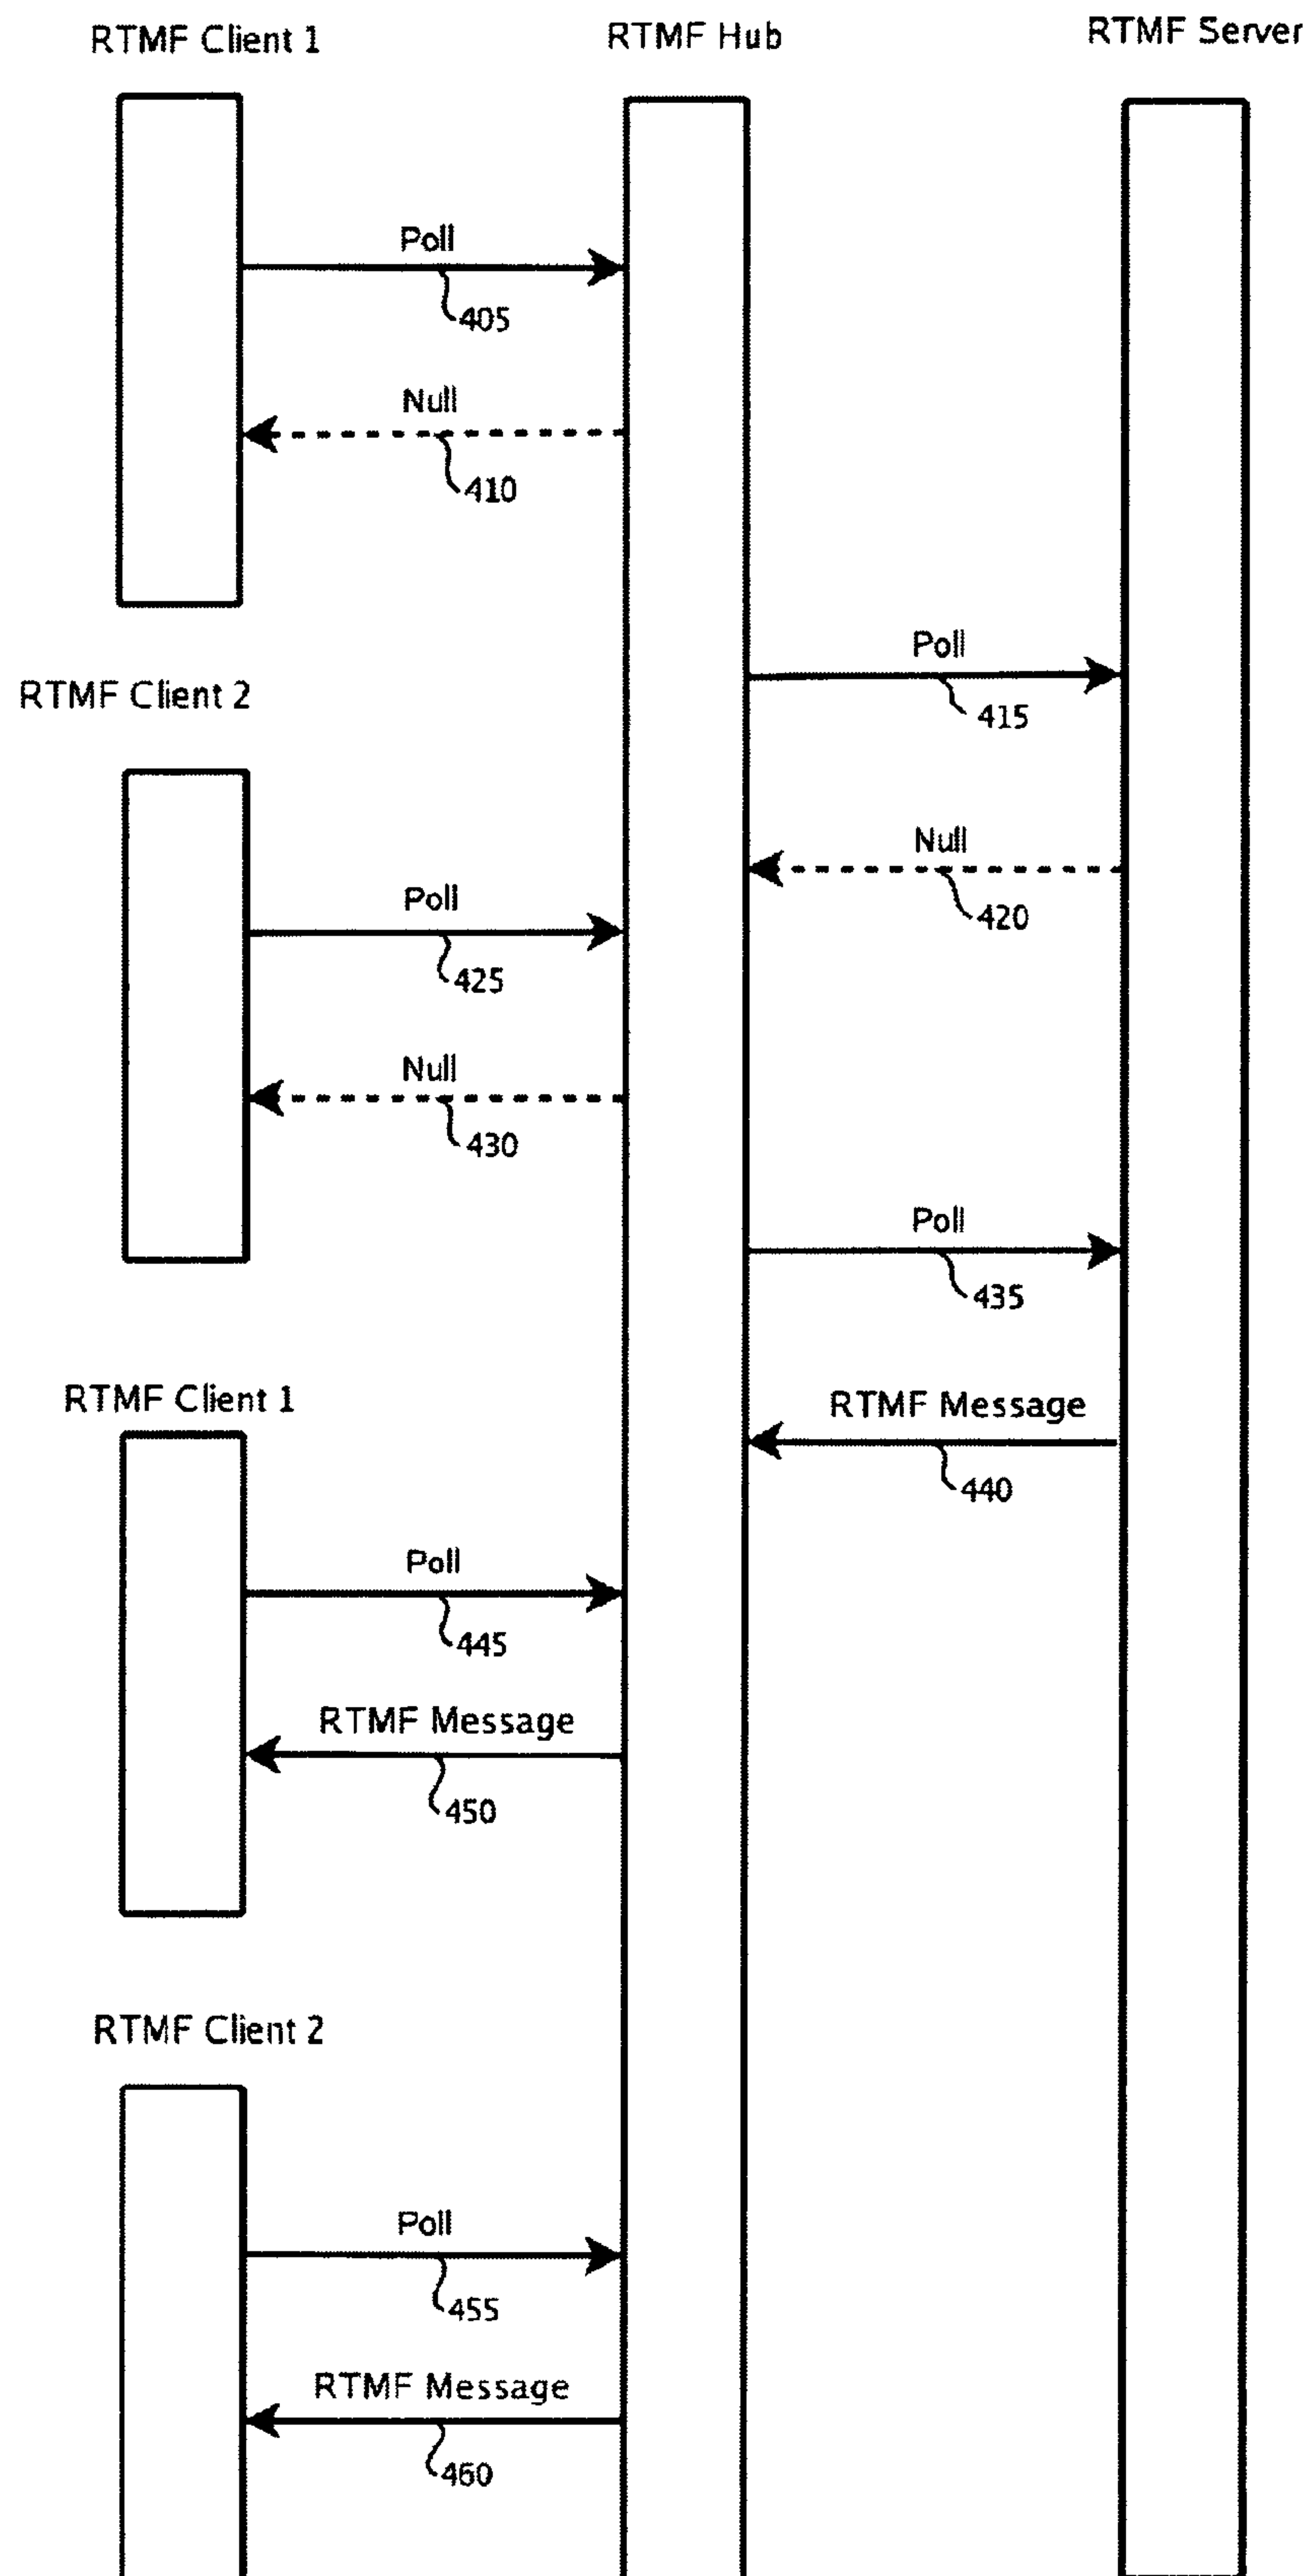 RTMF Client 1
RTMF Hub
RTMF Server
Poll
405
Null
410
Poll
415
RTMF Client 2
Null
420
Poll
425
Null
430
Poll
435
RTMF Client 1
RTMF Message
440
Poll
445
RTMF Message
450
RTMF Client 2
Poll
455
RTMF Message
460